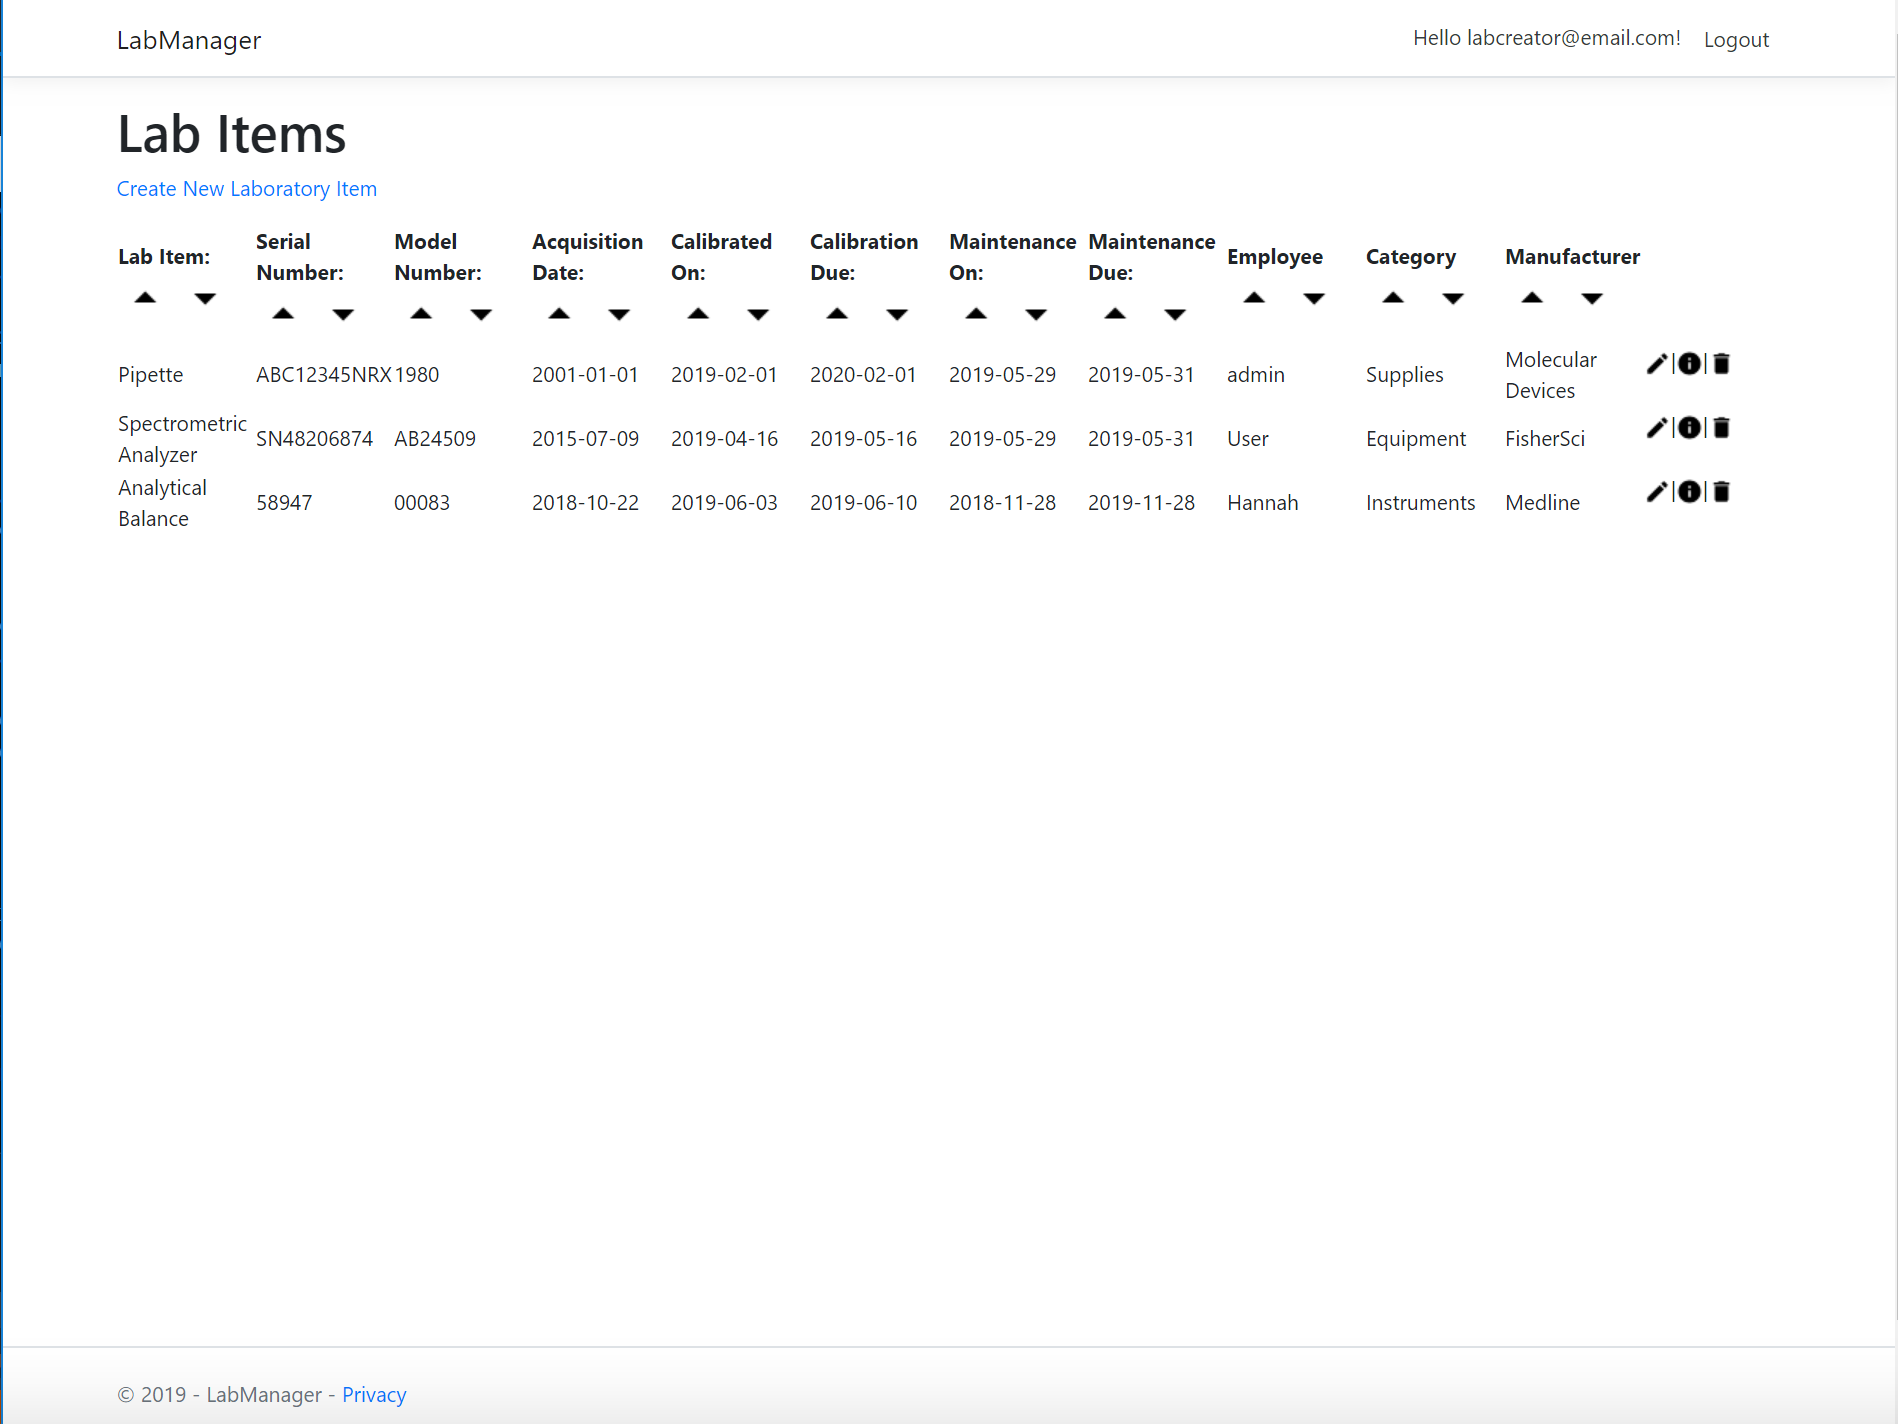 LabManager
Hello labcreator@email.com! Logout
Lab Items
Create New Laboratory Item
Lab Item: Serial Number: Model Number: Acquisition Date: Calibrated On: Calibration Due: Maintenance On: Maintenance Due: Employee Category Manufacturer
Pipette ABC12345NRX 1980 2001-01-01 2019-02-01 2020-02-01 2019-05-29 2019-05-31 admin Supplies Molecular Devices
Spectrometric Analyzer SN48206874 AB24509 2015-07-09 2019-04-16 2019-05-16 2019-05-29 2019-05-31 User Equipment FisherSci
Analytical Balance 58947 00083 2018-10-22 2019-06-03 2019-06-10 2018-11-28 2019-11-28 Hannah Instruments Medline
© 2019 - LabManager - Privacy